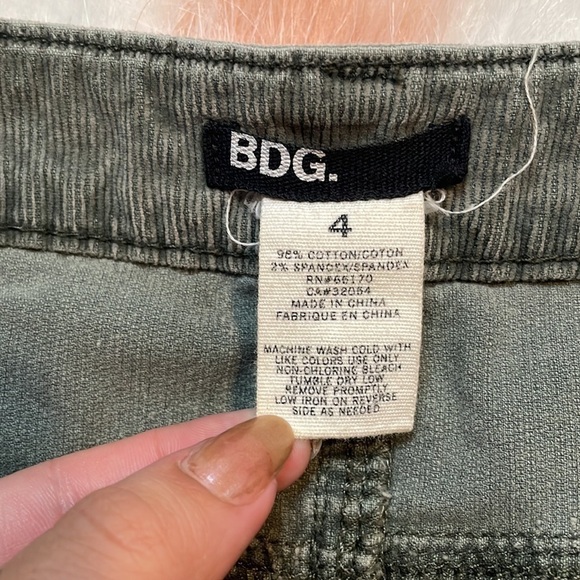 BDG.
4
98% COTTON/COTON
2% SPANDEX/SPANDEX
RN#66170
CA#32054
MADE IN CHINA
FABRIQUE EN CHINA
MACHINE WASH COLD WITH
LIKE COLORS USE ONLY
NON-CHLORINE BLEACH
TUMBLE DRY LOW
REMOVE PROMPTLY
LOW IRON ON REVERSE
SIDE AS NEEDED